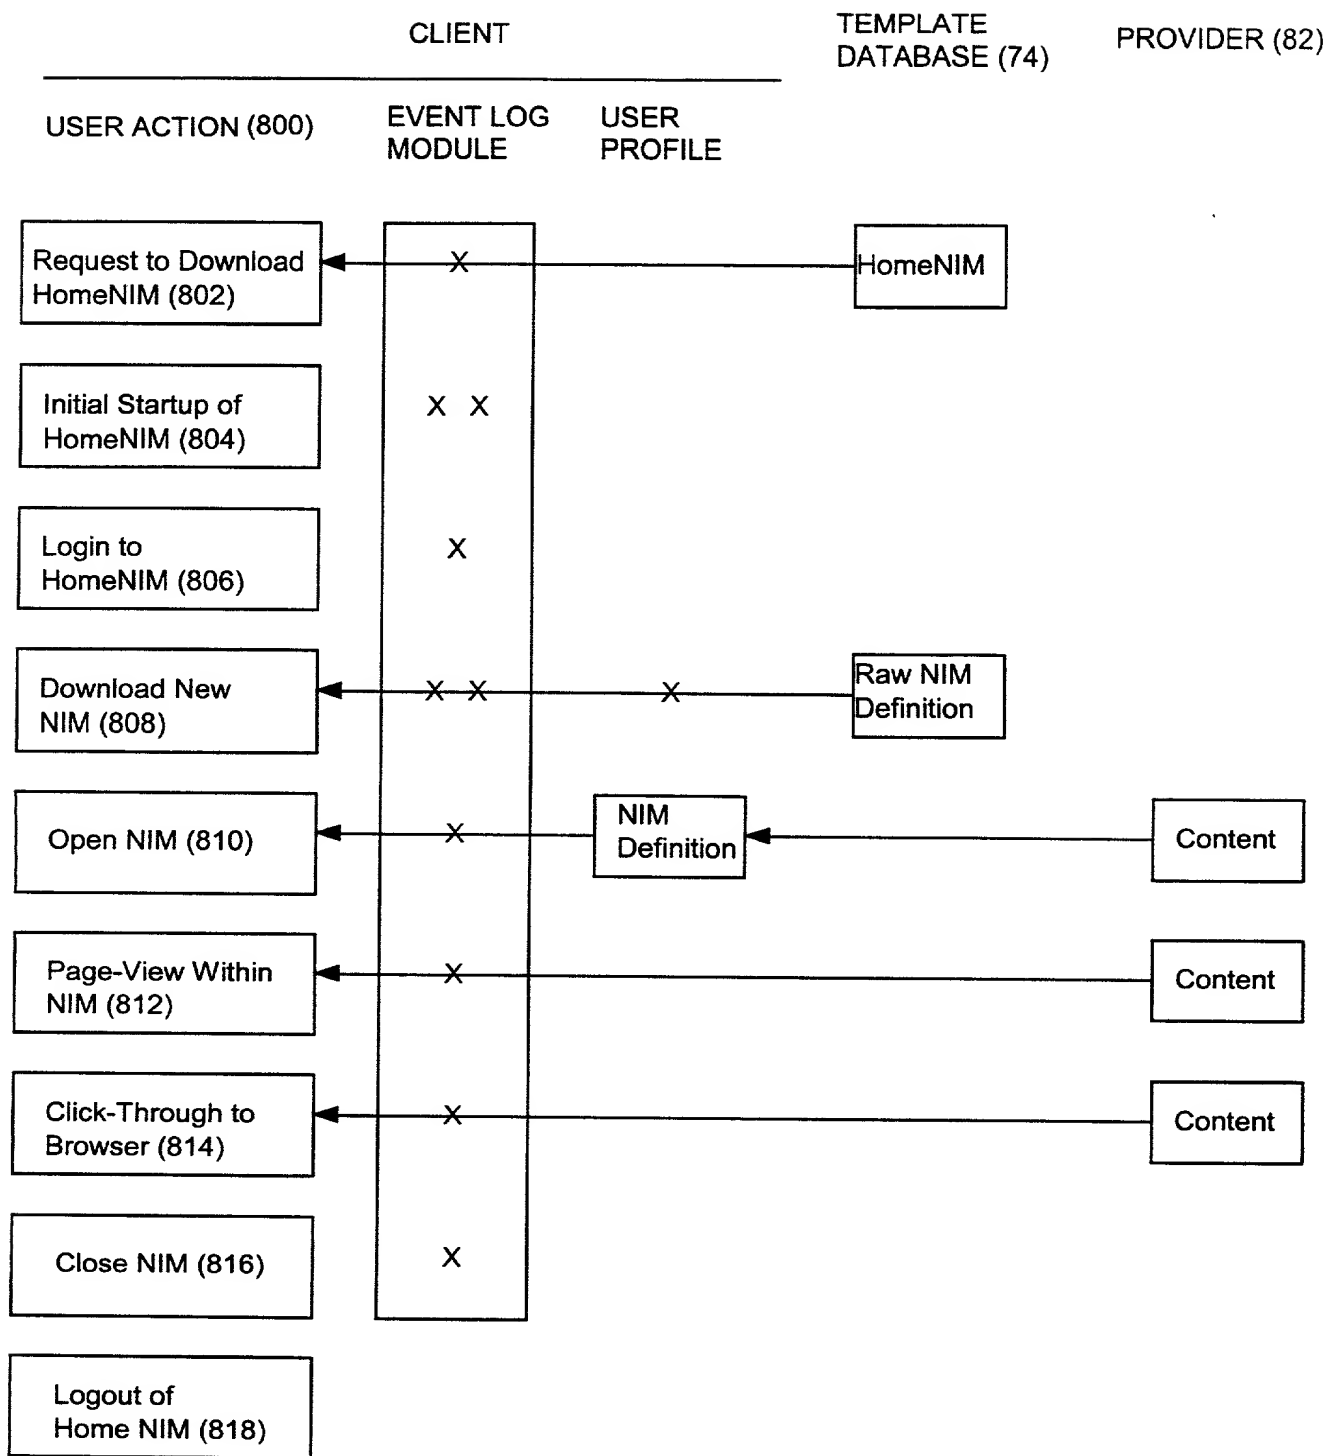 CLIENT
TEMPLATE
DATABASE (74)
PROVIDER (82)
USER ACTION (800)
EVENT LOG
MODULE
USER
PROFILE
Request to Download
HomeNIM (802)
X
HomeNIM
Initial Startup of
HomeNIM (804)
X X
Login to
HomeNIM (806)
X
Download New
NIM (808)
X X
X
Raw NIM
Definition
Open NIM (810)
X
NIM
Definition
Content
Page-View Within
NIM (812)
X
Content
Click-Through to
Browser (814)
X
Content
Close NIM (816)
X
Logout of
Home NIM (818)